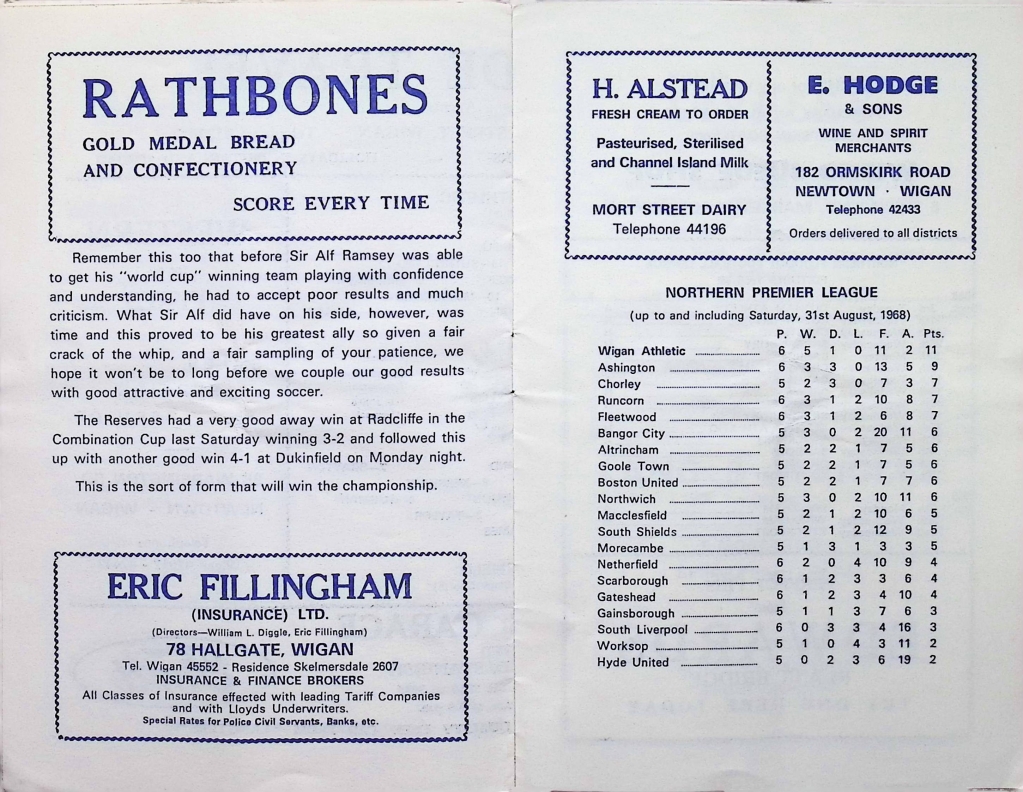 RATHBONES
GOLD MEDAL BREAD
AND CONFECTIONERY
SCORE EVERY TIME
Remember this too that before Sir Alf Ramsey was able
to get his "world cup" winning team playing with confidence
and understanding, he had to accept poor results and much
criticism. What Sir Alf did have on his side, however, was
time and this proved to be his greatest ally so given a fair
crack of the whip, and a fair sampling of your patience, we
hope it won't be to long before we couple our good results
with good attractive and exciting soccer.
The Reserves had a very good away win at Radcliffe in the
Combination Cup last Saturday winning 3-2 and followed this
up with another good win 4-1 at Dukinfield on Monday night.
This is the sort of form that will win the championship.
ERIC FILLINGHAM
(INSURANCE) LTD.
(Directors—William L. Diggle, Eric Fillingham)
78 HALLGATE, WIGAN
Tel. Wigan 45552 - Residence Skelmersdale 2607
INSURANCE & FINANCE BROKERS
All Classes of Insurance effected with leading Tariff Companies
and with Lloyds Underwriters.
Special Rates for Police Civil Servants, Banks, etc.
H. ALSTEAD
FRESH CREAM TO ORDER
Pasteurised, Sterilised
and Channel Island Milk
MORT STREET DAIRY
Telephone 44196
E. HODGE
& SONS
WINE AND SPIRIT
MERCHANTS
182 ORMSKIRK ROAD
NEWTOWN · WIGAN
Telephone 42433
Orders delivered to all districts
NORTHERN PREMIER LEAGUE
(up to and including Saturday, 31st August, 1968)
P. W. D. L. F. A. Pts.
Wigan Athletic 6 5 1 0 11 2 11
Ashington 6 3 3 0 13 5 9
Chorley 5 2 3 0 7 3 7
Runcorn 6 3 1 2 10 8 7
Fleetwood 6 3 1 2 6 8 7
Bangor City 5 3 0 2 20 11 6
Altrincham 5 2 2 1 7 5 6
Goole Town 5 2 2 1 7 5 6
Boston United 5 2 2 1 7 7 6
Northwich 5 3 0 2 10 11 6
Macclesfield 5 2 1 2 10 6 5
South Shields 5 2 1 2 12 9 5
Morecambe 5 1 3 1 3 3 5
Netherfield 6 2 0 4 10 9 4
Scarborough 6 1 2 3 3 6 4
Gateshead 6 1 2 3 4 10 4
Gainsborough 5 1 1 3 7 6 3
South Liverpool 6 0 3 3 4 16 3
Worksop 5 1 0 4 3 11 2
Hyde United 5 0 2 3 6 19 2